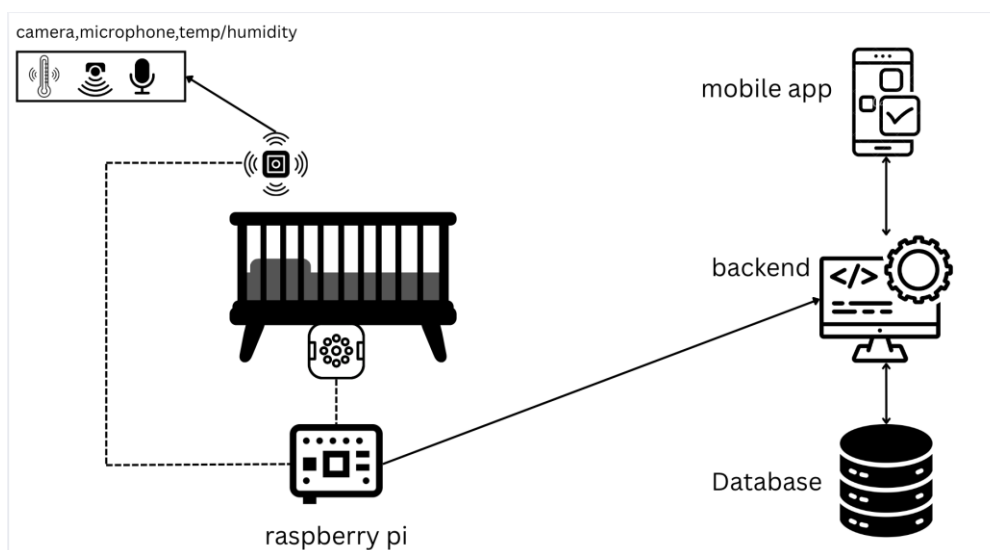 camera,microphone,temp/humidity
mobile app
backend
</>
Database
raspberry pi